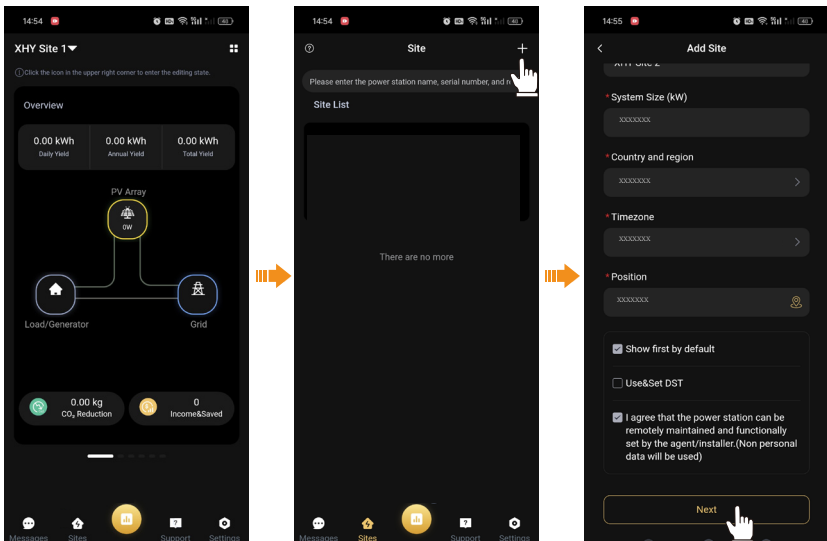 14:54
40
XHY Site 1
Click the icon in the upper right corner to enter the editing state.
Overview
0.00 kWh
Daily Yield
0.00 kWh
Annual Yield
0.00 kWh
Total Yield
PV Array
0W
Load/Generator
Grid
0.00 kg
CO₂ Reduction
0
Income&Saved
Messages
Sites
Support
Settings
14:54
40
Site
Please enter the power station name, serial number, and
Site List
There are no more
Messages
Sites
Support
Settings
14:55
40
Add Site
XHY Site 2
* System Size (kW)
xxxxxxx
* Country and region
xxxxxxx
* Timezone
xxxxxxx
* Position
xxxxxxx
Show first by default
Use&Set DST
I agree that the power station can be
remotely maintained and functionally
set by the agent/installer.(Non personal
data will be used)
Next